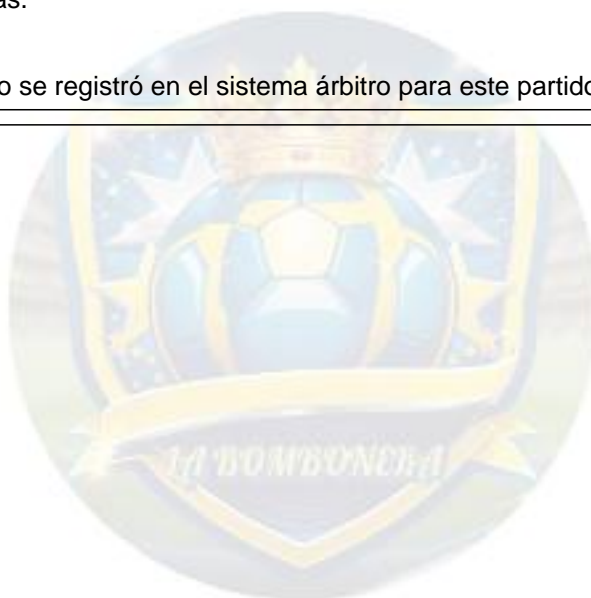 as.
o se registró en el sistema árbitro para este partido
LA BOMBONERA